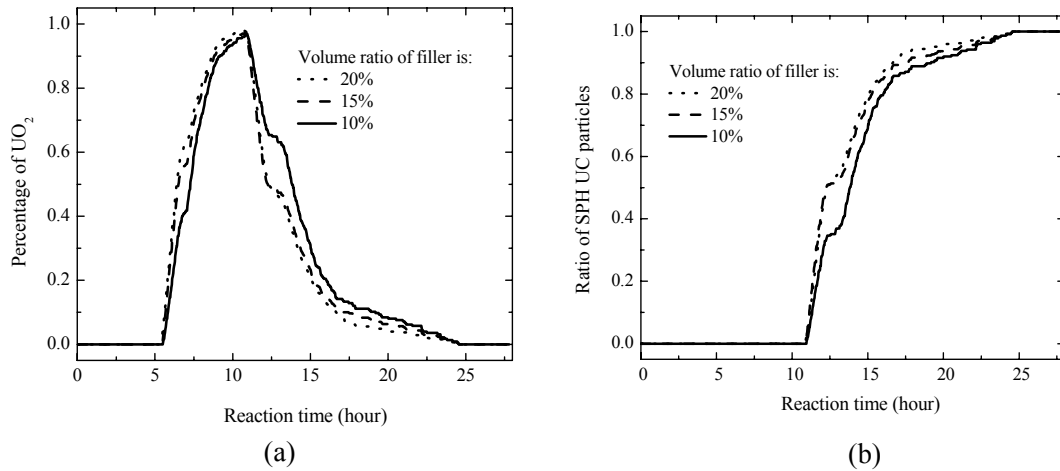 1.0
0.8
0.6
0.4
0.2
0.0
Percentage of UO2
Volume ratio of filler is:
20%
15%
10%
0 5 10 15 20 25
Reaction time (hour)
(a)
1.0
0.8
0.6
0.4
0.2
0.0
Ratio of SPH UC particles
Volume ratio of filler is:
20%
15%
10%
0 5 10 15 20 25
Reaction time (hour)
(b)